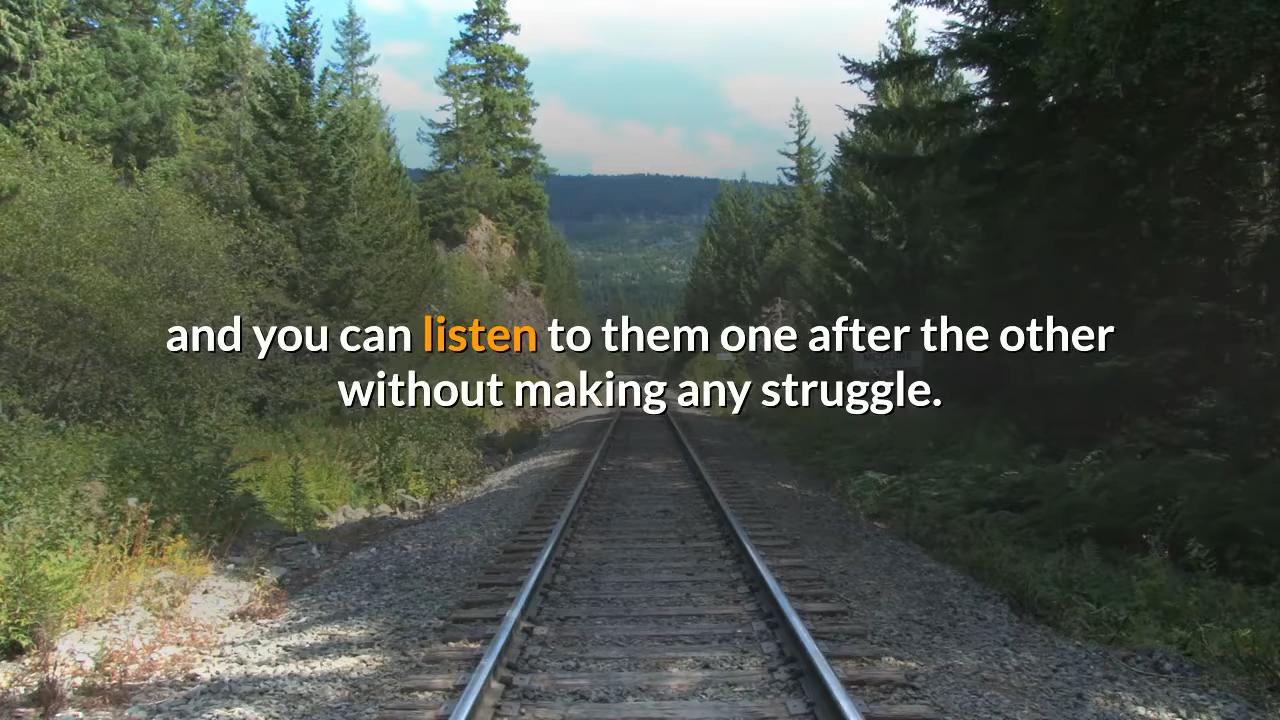 and you can listen to them one after the other
without making any struggle.